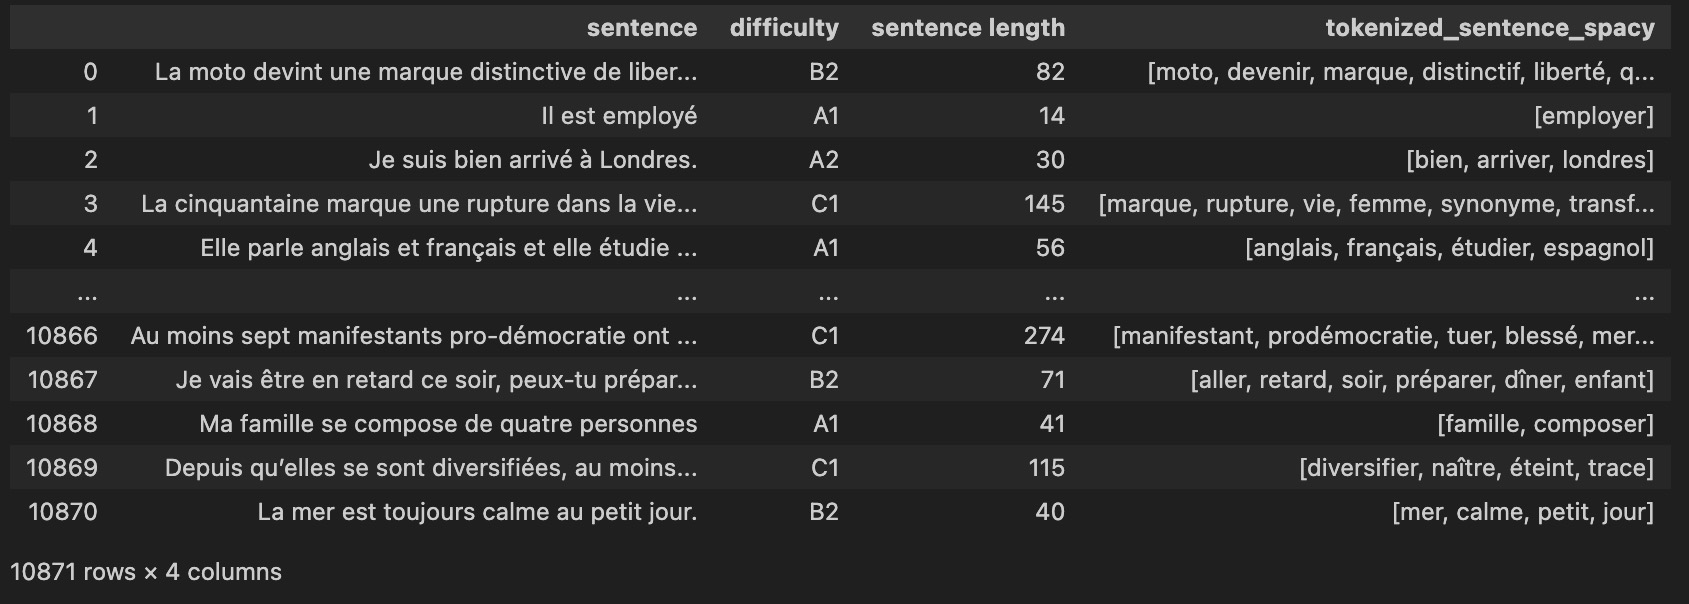 sentence difficulty sentence length tokenized_sentence_spacy
0 La moto devint une marque distinctive de liber... B2 82 [moto, devenir, marque, distinctif, liberté, q...
1 Il est employé A1 14 [employer]
2 Je suis bien arrivé à Londres. A2 30 [bien, arriver, londres]
3 La cinquantaine marque une rupture dans la vie... C1 145 [marque, rupture, vie, femme, synonyme, transf...
4 Elle parle anglais et français et elle étudie ... A1 56 [anglais, français, étudier, espagnol]
... ... ... ... ...
10866 Au moins sept manifestants pro-démocratie ont ... C1 274 [manifestant, prodémocratie, tuer, blessé, mer...
10867 Je vais être en retard ce soir, peux-tu prépar... B2 71 [aller, retard, soir, préparer, dîner, enfant]
10868 Ma famille se compose de quatre personnes A1 41 [famille, composer]
10869 Depuis qu’elles se sont diversifiées, au moins... C1 115 [diversifier, naître, éteint, trace]
10870 La mer est toujours calme au petit jour. B2 40 [mer, calme, petit, jour]
10871 rows × 4 columns